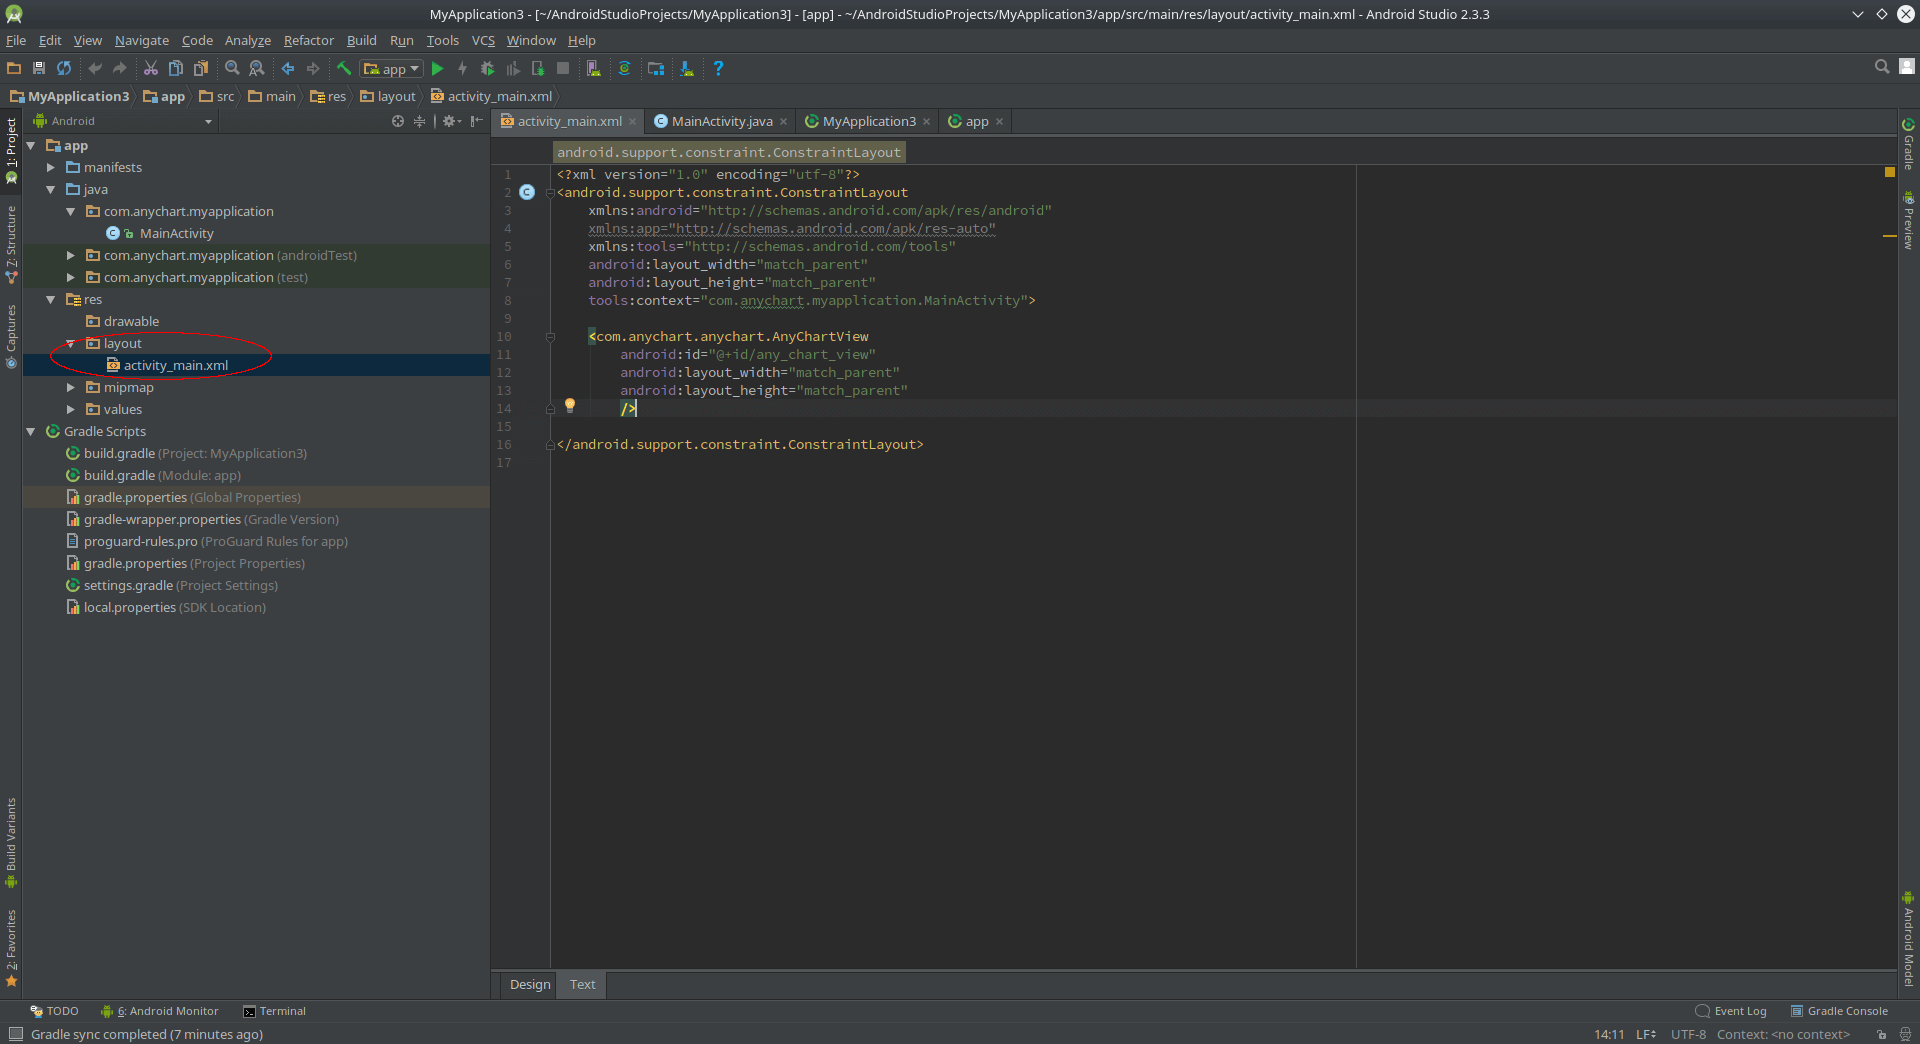 MyApplication3 - [~/AndroidStudioProjects/MyApplication3] - [app] - ~/AndroidStudioProjects/MyApplication3/app/src/main/res/layout/activity_main.xml - Android Studio 2.3.3
File Edit View Navigate Code Analyze Refactor Build Run Tools VCS Window Help
app
MyApplication3 app src main res layout activity_main.xml
Android
activity_main.xml MainActivity.java MyApplication3 app
1: Project
7: Structure
Captures
Build Variants
2: Favorites
app
manifests
java
com.anychart.myapplication
MainActivity
com.anychart.myapplication (androidTest)
com.anychart.myapplication (test)
res
drawable
layout
activity_main.xml
mipmap
values
Gradle Scripts
build.gradle (Project: MyApplication3)
build.gradle (Module: app)
gradle.properties (Global Properties)
gradle-wrapper.properties (Gradle Version)
proguard-rules.pro (ProGuard Rules for app)
gradle.properties (Project Properties)
settings.gradle (Project Settings)
local.properties (SDK Location)
android.support.constraint.ConstraintLayout
1 <?xml version="1.0" encoding="utf-8"?>
2 <android.support.constraint.ConstraintLayout
3 xmlns:android="http://schemas.android.com/apk/res/android"
4 xmlns:app="http://schemas.android.com/apk/res-auto"
5 xmlns:tools="http://schemas.android.com/tools"
6 android:layout_width="match_parent"
7 android:layout_height="match_parent"
8 tools:context="com.anychart.myapplication.MainActivity">
9
10 <com.anychart.anychart.AnyChartView
11 android:id="@+id/any_chart_view"
12 android:layout_width="match_parent"
13 android:layout_height="match_parent"
14 />
15
16 </android.support.constraint.ConstraintLayout>
17
Gradle
Preview
Android Model
Design Text
TODO 6: Android Monitor Terminal Event Log Gradle Console
Gradle sync completed (7 minutes ago) 14:11 LF UTF-8 Context: <no context>